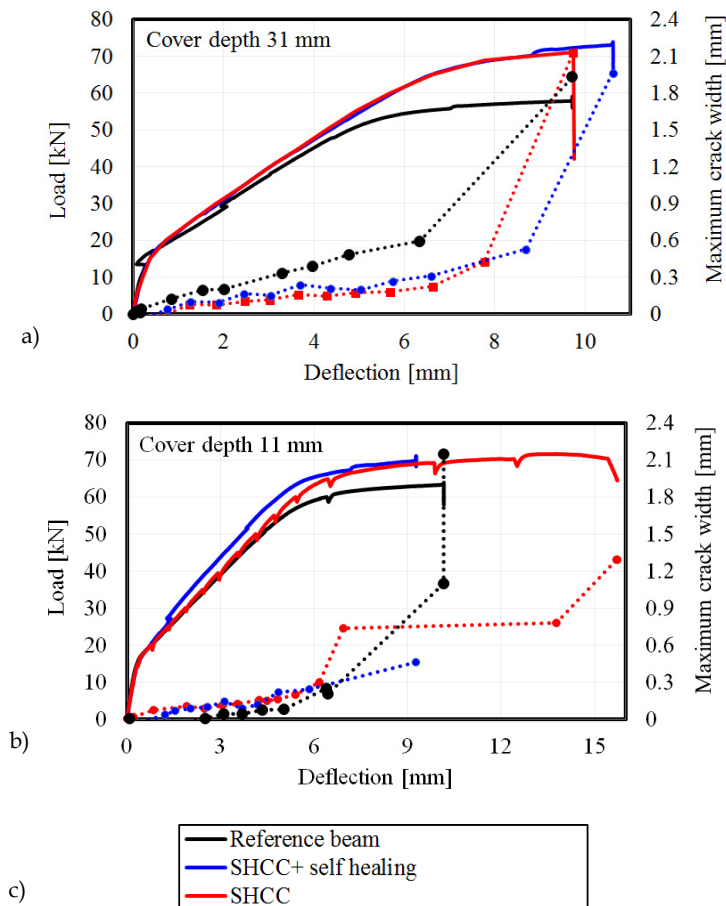 80
70
60
50
40
30
20
10
0
Load [kN]
Cover depth 31 mm
2.4
2.1
1.8
1.5
1.2
0.9
0.6
0.3
0
Maximum crack width [mm]
0 2 4 6 8 10
Deflection [mm]
a)
80
70
60
50
40
30
20
10
0
Load [kN]
Cover depth 11 mm
2.4
2.1
1.8
1.5
1.2
0.9
0.6
0.3
0
Maximum crack width [mm]
0 3 6 9 12 15
Deflection [mm]
b)
Reference beam
SHCC+ self healing
SHCC
c)